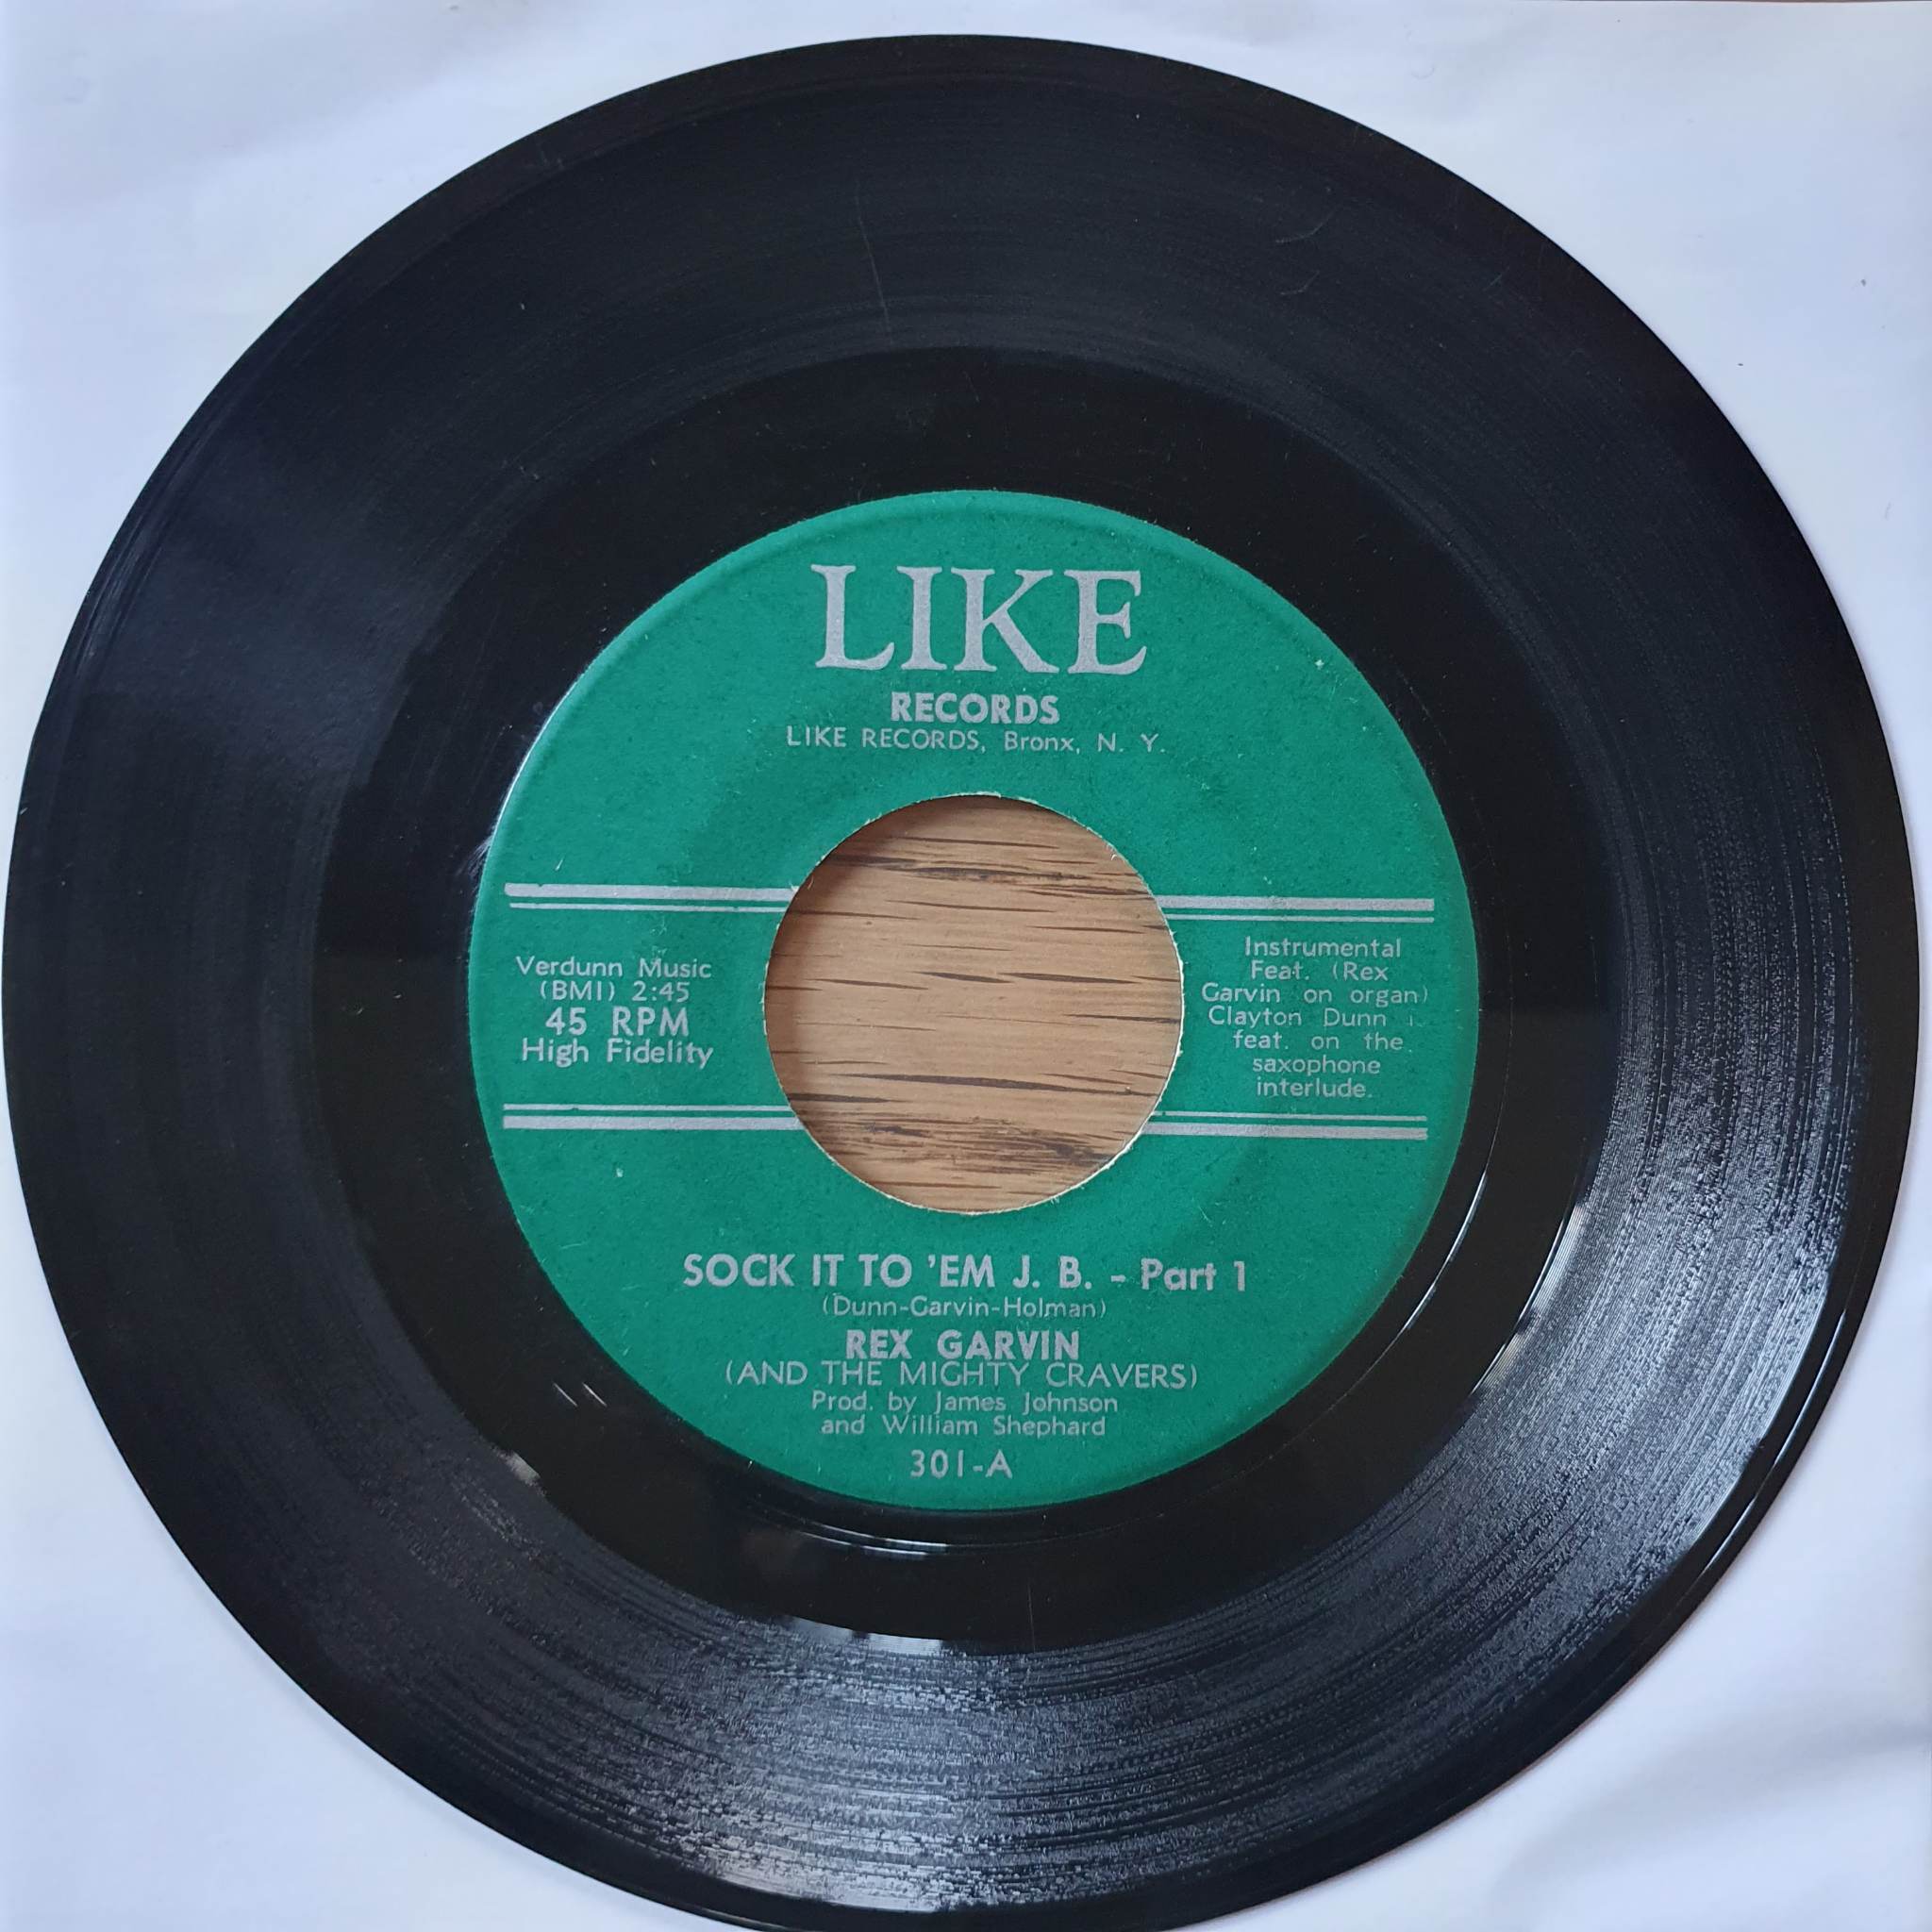 LIKE
RECORDS
LIKE RECORDS, Bronx, N. Y.
Verdunn Music
(BMI) 2:45
45 RPM
High Fidelity
Instrumental
Feat. (Rex
Garvin on organ)
Clayton Dunn
feat. on the
saxophone
interlude.
SOCK IT TO 'EM J. B. - Part 1
(Dunn-Garvin-Holman)
REX GARVIN
(AND THE MIGHTY CRAVERS)
Prod. by James Johnson
and William Shephard
301-A